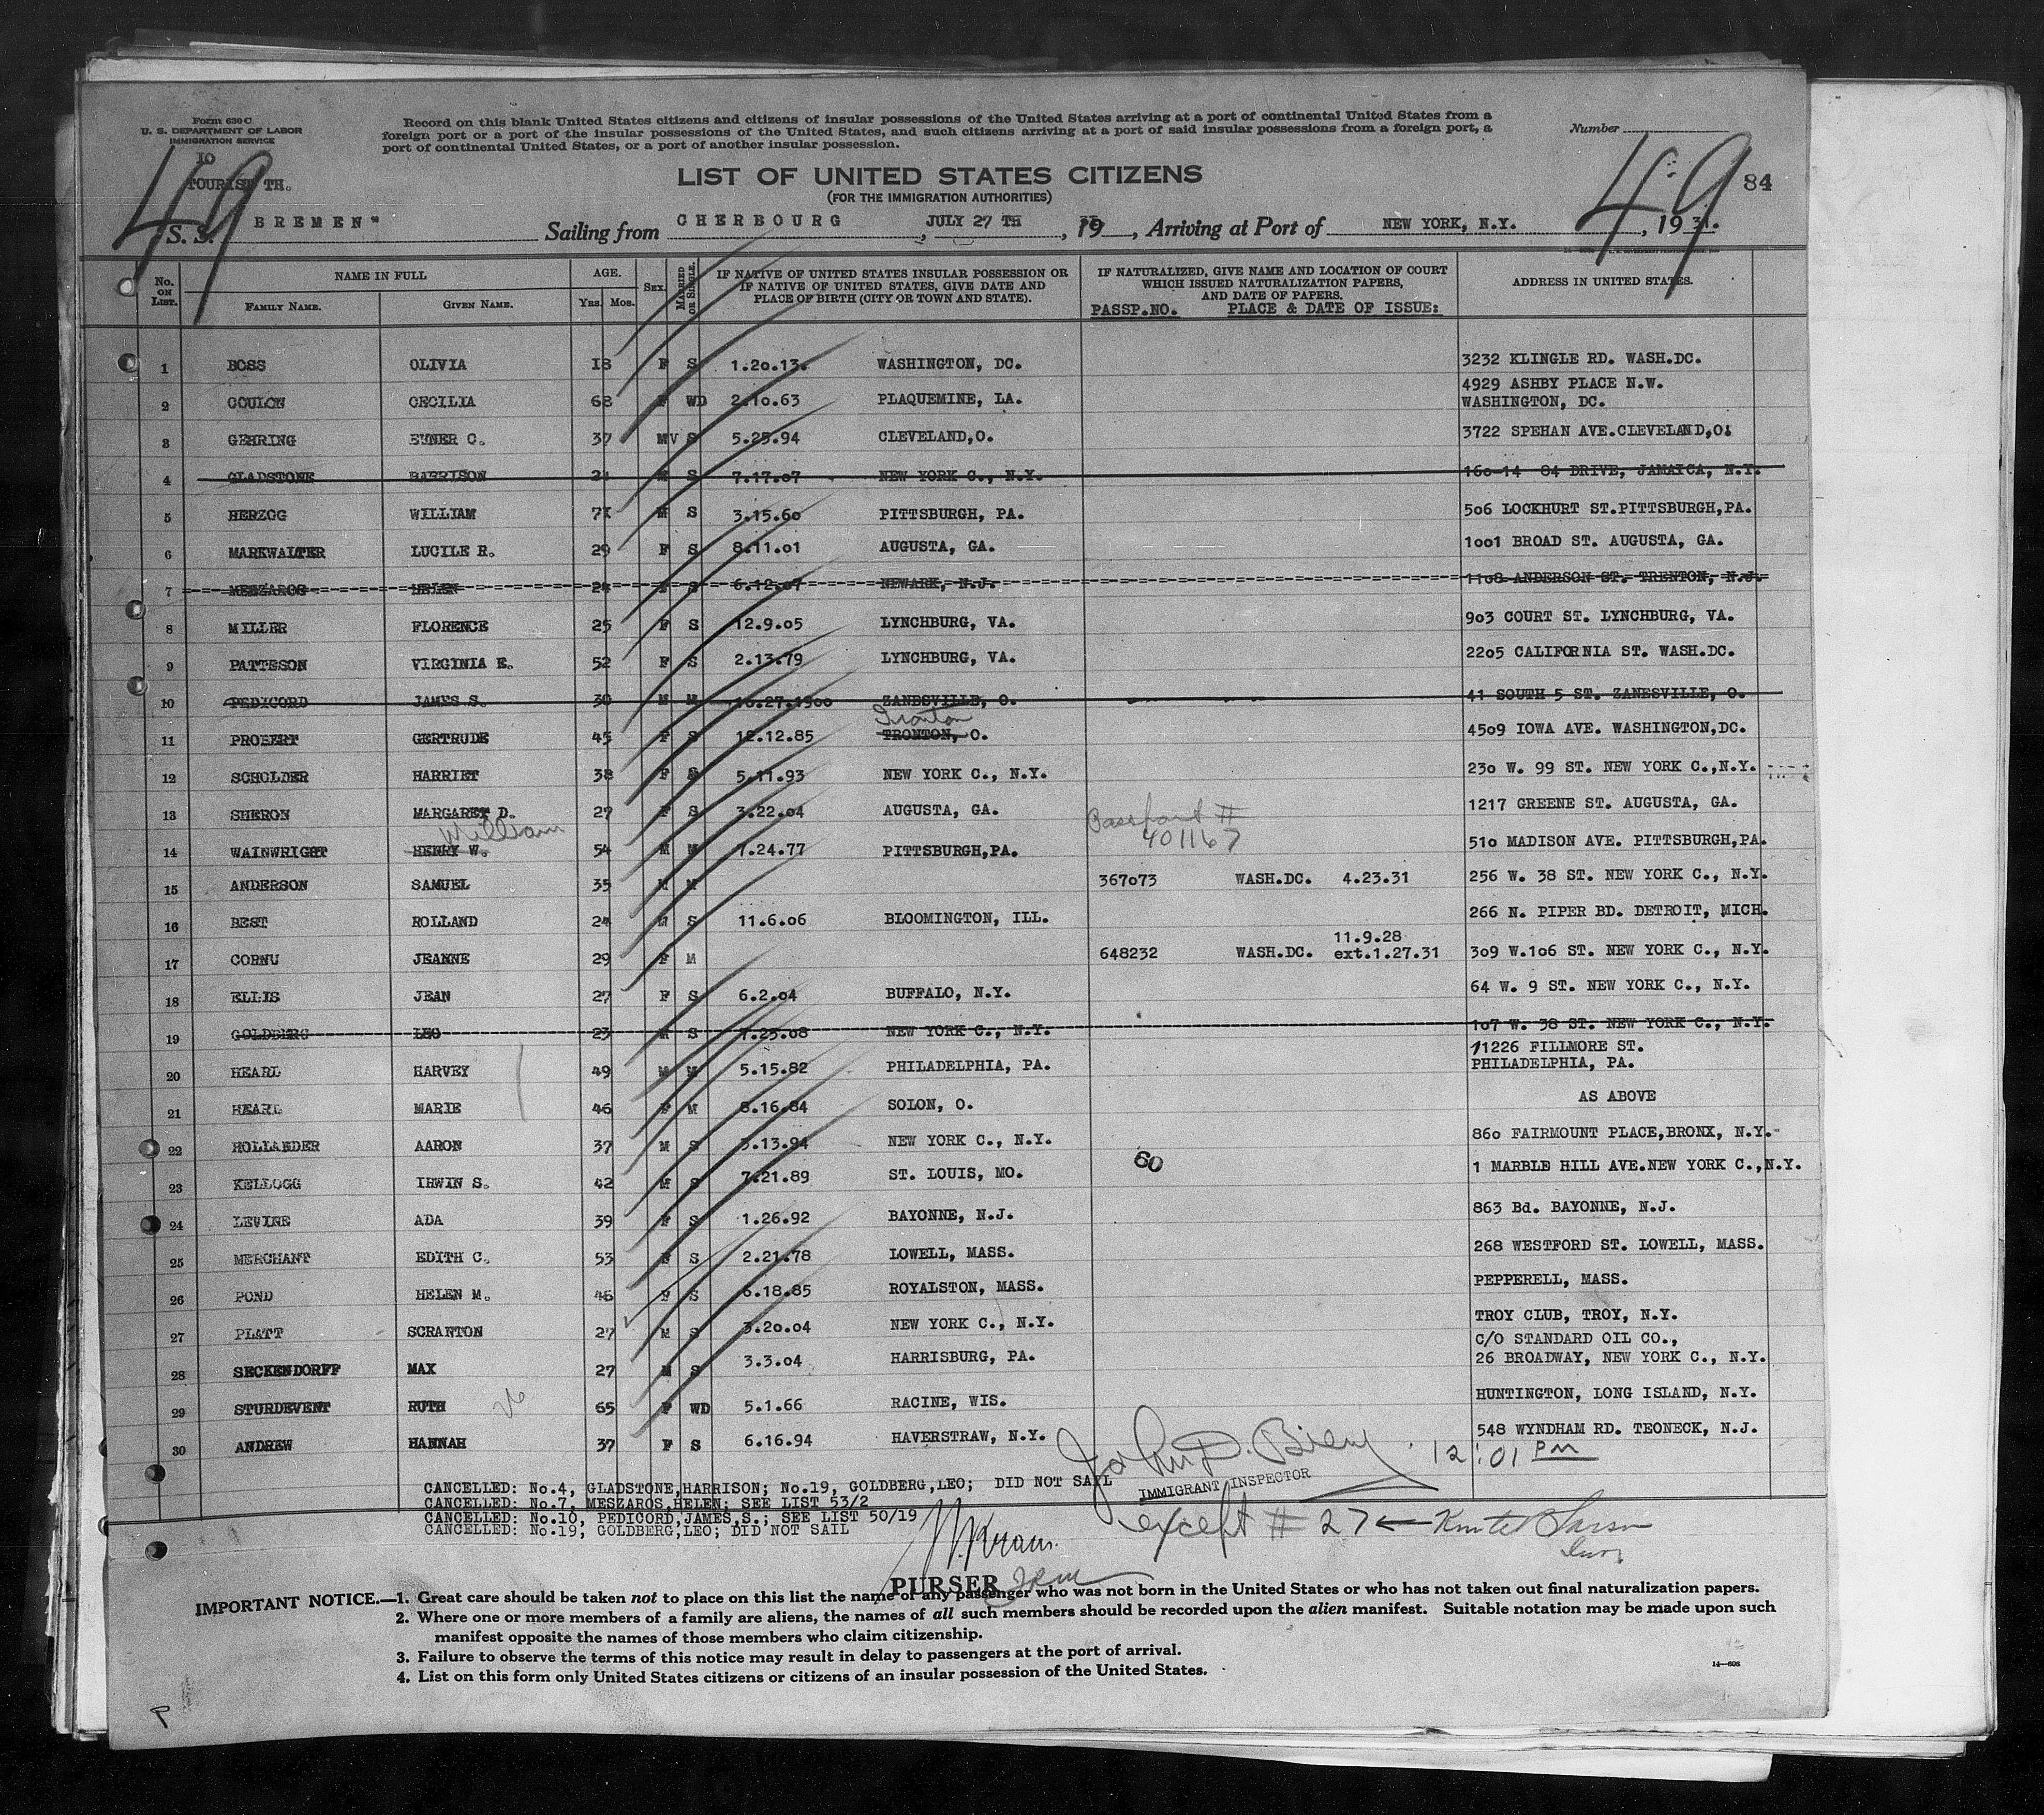 Form 630 C
U. S. DEPARTMENT OF LABOR
IMMIGRATION SERVICE
10
TOURIST TH.
49
Record on this blank United States citizens and citizens of insular possessions of the United States arriving at a port of continental United States from a
foreign port or a port of the insular possessions of the United States, and such citizens arriving at a port of said insular possessions from a foreign port, a
port of continental United States, or a port of another insular possession.
Number
49
84
LIST OF UNITED STATES CITIZENS
(FOR THE IMMIGRATION AUTHORITIES)
S. S. BREMEN" Sailing from CHERBOURG, JULY 27 TH, 19 , Arriving at Port of NEW YORK, N.Y., 1931.
No. ON LIST. NAME IN FULL AGE. SEX. MARRIED OR SINGLE. IF NATIVE OF UNITED STATES INSULAR POSSESSION OR IF NATIVE OF UNITED STATES, GIVE DATE AND PLACE OF BIRTH (CITY OR TOWN AND STATE). IF NATURALIZED, GIVE NAME AND LOCATION OF COURT WHICH ISSUED NATURALIZATION PAPERS, AND DATE OF PAPERS. ADDRESS IN UNITED STATES.
FAMILY NAME. GIVEN NAME. Yrs. Mos. PASSP.NO. PLACE & DATE OF ISSUE:
1 BOSS OLIVIA 18 F S 1.20.13. WASHINGTON, DC. 3232 KLINGLE RD. WASH.DC.
2 COULON CECILIA 68 F WD 2.10.63 PLAQUEMINE, LA. 4929 ASHBY PLACE N.W. WASHINGTON, DC.
3 GEHRING C. 37 M V S 5.25.94 CLEVELAND,O. 3722 SPEHAN AVE.CLEVELAND,O.
4 GLADSTONE HARRISON 24 M S 7.17.07 NEW YORK C., N.Y. 160-14 84 DRIVE, JAMAICA, N.Y.
5 HERZOG WILLIAM 71 M S 3.15.60 PITTSBURGH, PA. 506 LOCKHURT ST.PITTSBURGH,PA.
6 MARKWALTER LUCILE R. 29 F S 8.11.01 AUGUSTA, GA. 1001 BROAD ST. AUGUSTA, GA.
7 MESZAROS HELEN 24 F S 6.12.07 NEWARK, N.J. 1108 ANDERSON ST. TRENTON, N.J.
8 MILLER FLORENCE 25 F S 12.9.05 LYNCHBURG, VA. 903 COURT ST. LYNCHBURG, VA.
9 PATTESON VIRGINIA E. 52 F S 2.13.79 LYNCHBURG, VA. 2205 CALIFORNIA ST. WASH.DC.
10 PEDICORD JAMES S. 30 M M 10.27.1900 ZANESVILLE, O. 41 SOUTH 5 ST. ZANESVILLE, O.
Ironton
11 PROBERT GERTRUDE 45 F S 12.12.85 TRONTON, O. 4509 IOWA AVE. WASHINGTON,DC.
12 SCHOLDER HARRIET 38 F S 5.11.93 NEW YORK C., N.Y. 230 W. 99 ST. NEW YORK C.,N.Y.
13 SHERON MARGARET D. 27 F S 3.22.04 AUGUSTA, GA. 1217 GREENE ST. AUGUSTA, GA.
William Passport # 401167
14 WAINWRIGHT HENRY W. 54 M M 7.24.77 PITTSBURGH,PA. 510 MADISON AVE. PITTSBURGH,PA.
15 ANDERSON SAMUEL 35 M M 367073 WASH.DC. 4.23.31 256 W. 38 ST. NEW YORK C., N.Y.
16 BEST ROLLAND 24 M S 11.6.06 BLOOMINGTON, ILL. 266 N. PIPER BD. DETROIT, MICH.
17 CORNU JEANNE 29 F M 648232 WASH.DC. 11.9.28 ext.1.27.31 309 W.106 ST. NEW YORK C., N.Y.
18 ELLIS JEAN 27 F S 6.2.04 BUFFALO, N.Y. 64 W. 9 ST. NEW YORK C., N.Y.
19 GOLDBERG LEO 23 M S 7.25.08 NEW YORK C., N.Y. 107 W. 38 ST. NEW YORK C., N.Y.
20 HEARL HARVEY 49 M M 5.15.82 PHILADELPHIA, PA. 11226 FILLMORE ST. PHILADELPHIA, PA.
21 HEARL MARIE 46 F M 8.16.84 SOLON, O. AS ABOVE
22 HOLLANDER AARON 37 M S 3.13.94 NEW YORK C., N.Y. 860 FAIRMOUNT PLACE,BRONX, N.Y.
60
23 KELLOGG IRWIN S. 42 M S 7.21.89 ST. LOUIS, MO. 1 MARBLE HILL AVE.NEW YORK C.,N.Y.
24 LEVINE ADA 39 F S 1.26.92 BAYONNE, N.J. 863 Bd. BAYONNE, N.J.
25 MERCHANT EDITH C. 53 F S 2.21.78 LOWELL, MASS. 268 WESTFORD ST. LOWELL, MASS.
26 POND HELEN M. 46 F S 6.18.85 ROYALSTON, MASS. PEPPERELL, MASS.
27 PLATT SCRANTON 27 M S 3.20.04 NEW YORK C., N.Y. TROY CLUB, TROY, N.Y.
28 SECKENDORFF MAX 27 M S 3.3.04 HARRISBURG, PA. C/O STANDARD OIL CO., 26 BROADWAY, NEW YORK C., N.Y.
29 STURDEVENT RUTH 65 F WD 5.1.66 RACINE, WIS. HUNTINGTON, LONG ISLAND, N.Y.
30 ANDREW HANNAH 37 F S 6.16.94 HAVERSTRAW, N.Y. 548 WYNDHAM RD. TEONECK, N.J.
John D. 12:01 PM
IMMIGRANT INSPECTOR
CANCELLED: No.4, GLADSTONE,HARRISON; No.19, GOLDBERG,LEO; DID NOT SAIL
CANCELLED: No.7, MESZAROS,HELEN; SEE LIST 53/2
CANCELLED: No.10, PEDICORD,JAMES,S.; SEE LIST 50/19
CANCELLED: No.19, GOLDBERG,LEO; DID NOT SAIL
except # 27
PURSER
IMPORTANT NOTICE.—1. Great care should be taken not to place on this list the name of any passenger who was not born in the United States or who has not taken out final naturalization papers.
2. Where one or more members of a family are aliens, the names of all such members should be recorded upon the alien manifest. Suitable notation may be made upon such
manifest opposite the names of those members who claim citizenship.
3. Failure to observe the terms of this notice may result in delay to passengers at the port of arrival.
4. List on this form only United States citizens or citizens of an insular possession of the United States.